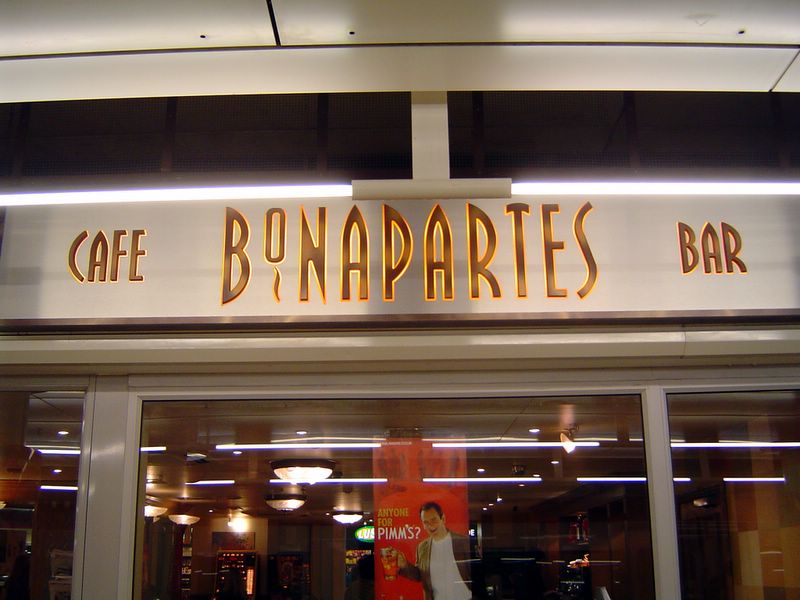 CAFE BONAPARTES BAR
ANYONE
FOR
PIMM'S?